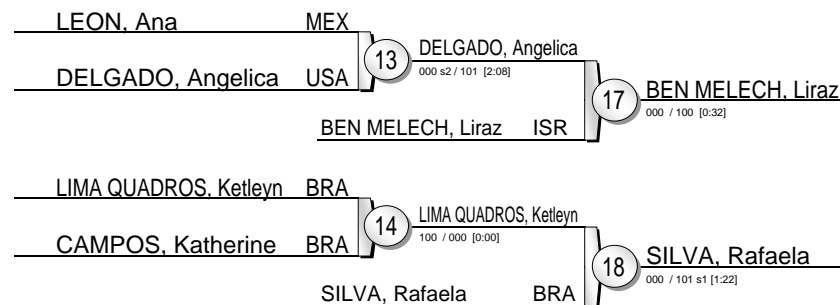 LEON, Ana MEX
13
DELGADO, Angelica
000 s2 / 101 [2:08]
DELGADO, Angelica USA
17
BEN MELECH, Liraz
000 / 100 [0:32]
BEN MELECH, Liraz ISR
LIMA QUADROS, Ketleyn BRA
14
LIMA QUADROS, Ketleyn
100 / 000 [0:00]
CAMPOS, Katherine BRA
18
SILVA, Rafaela
000 / 101 s1 [1:22]
SILVA, Rafaela BRA